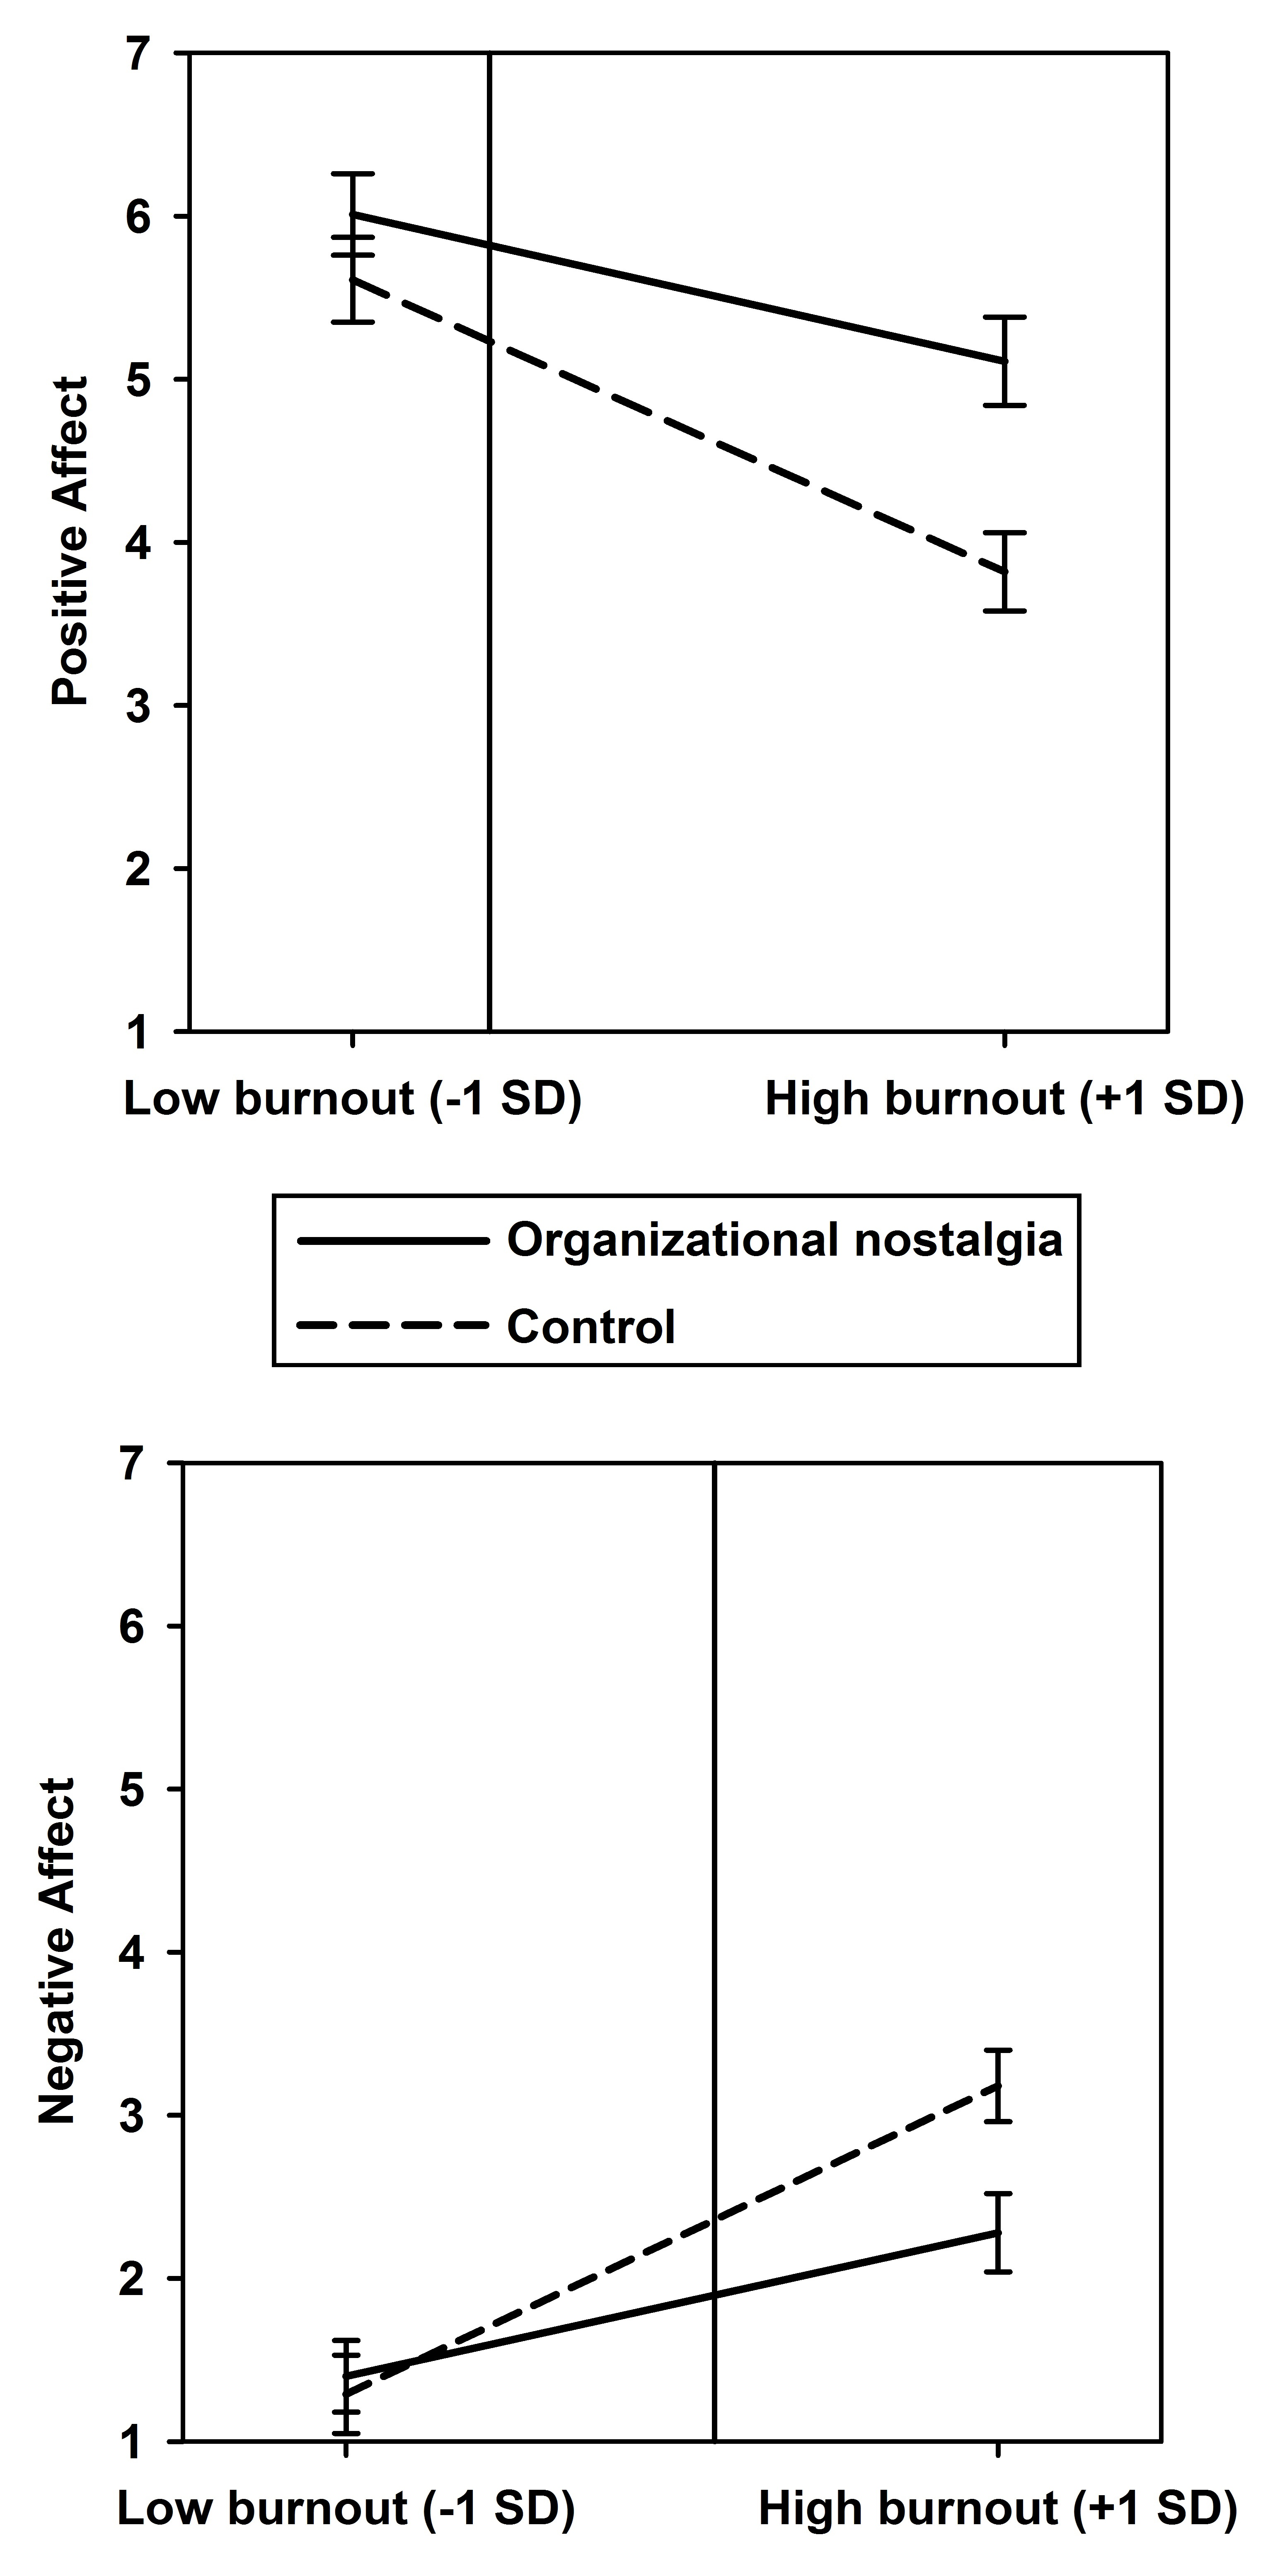 7
6
5
4
3
2
1
Positive Affect
Low burnout (-1 SD) High burnout (+1 SD)
Organizational nostalgia
Control
7
6
5
4
3
2
1
Negative Affect
Low burnout (-1 SD) High burnout (+1 SD)